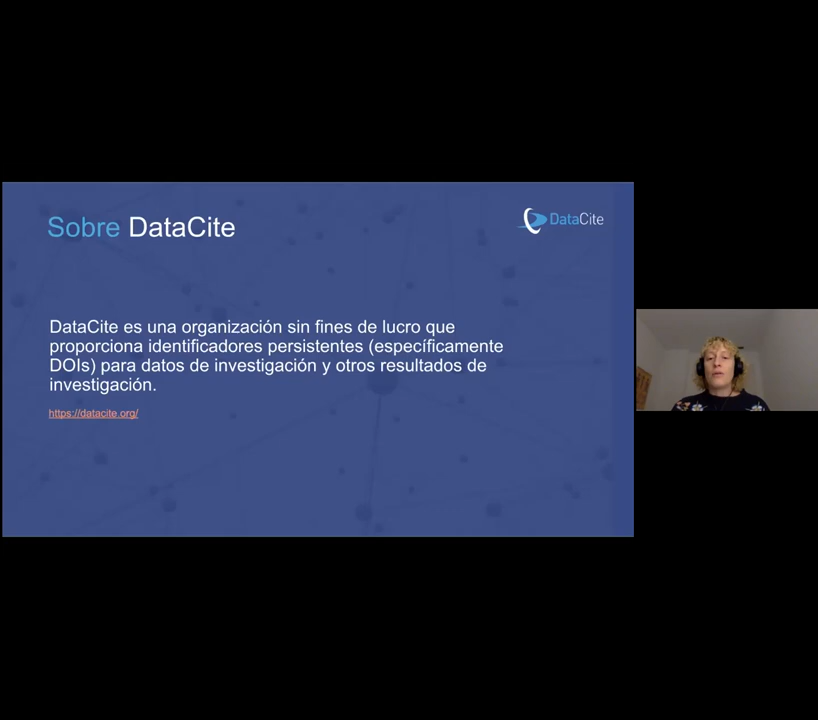 Sobre DataCite
DataCite
DataCite es una organización sin fines de lucro que
proporciona identificadores persistentes (específicamente
DOIs) para datos de investigación y otros resultados de
investigación.
https://datacite.org/